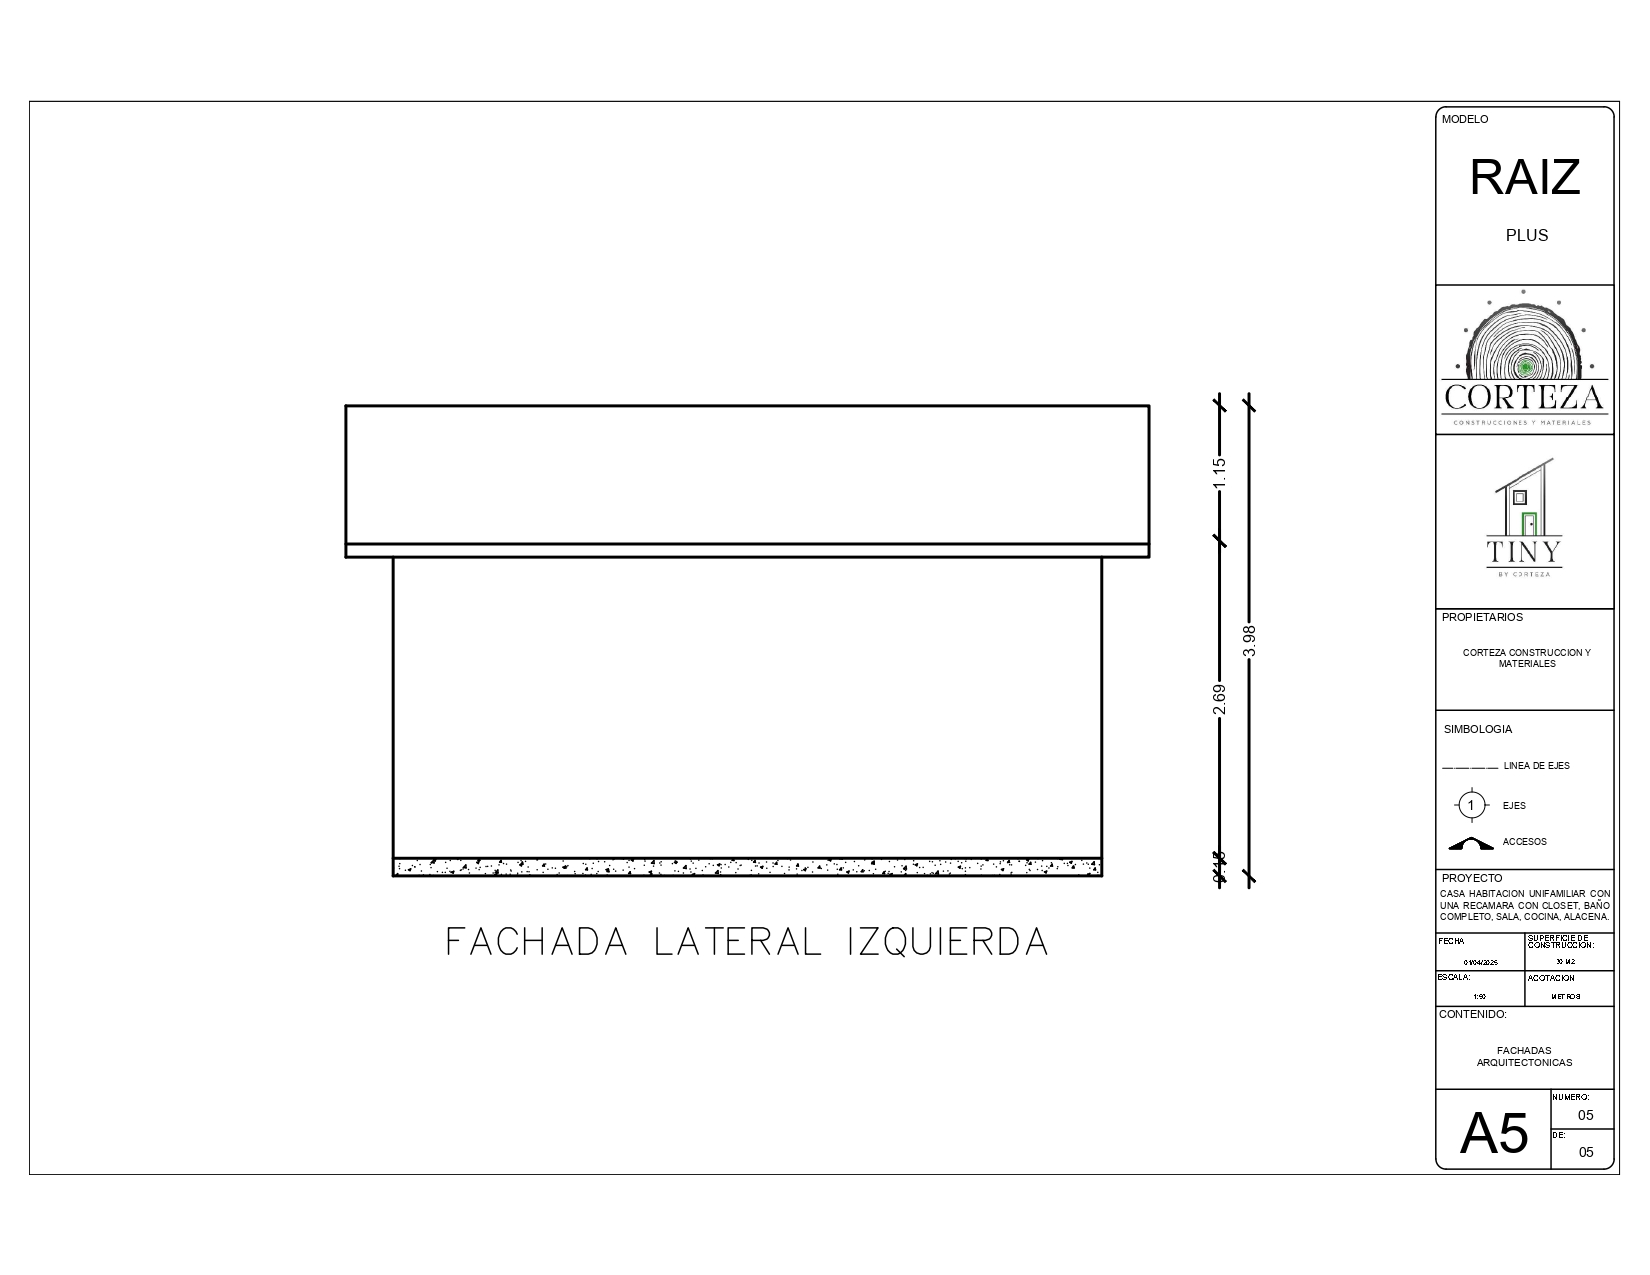 MODELO
RAIZ
PLUS
CORTEZA
CONSTRUCCIONES Y MATERIALES
TINY
BY CORTEZA
PROPIETARIOS
CORTEZA CONSTRUCCION Y
MATERIALES
SIMBOLOGIA
LINEA DE EJES
1
EJES
ACCESOS
PROYECTO
CASA HABITACION UNIFAMILIAR CON
UNA RECAMARA CON CLOSET, BAÑO
COMPLETO, SALA, COCINA, ALACENA.
FECHA
01/04/2025
SUPERFICIE DE
CONSTRUCCION:
30 M2
ESCALA:
1:50
ACOTACION
METROS
CONTENIDO:
FACHADAS
ARQUITECTONICAS
A5
NUMERO:
05
DE:
05
1.15
2.69
3.98
0.15
FACHADA LATERAL IZQUIERDA